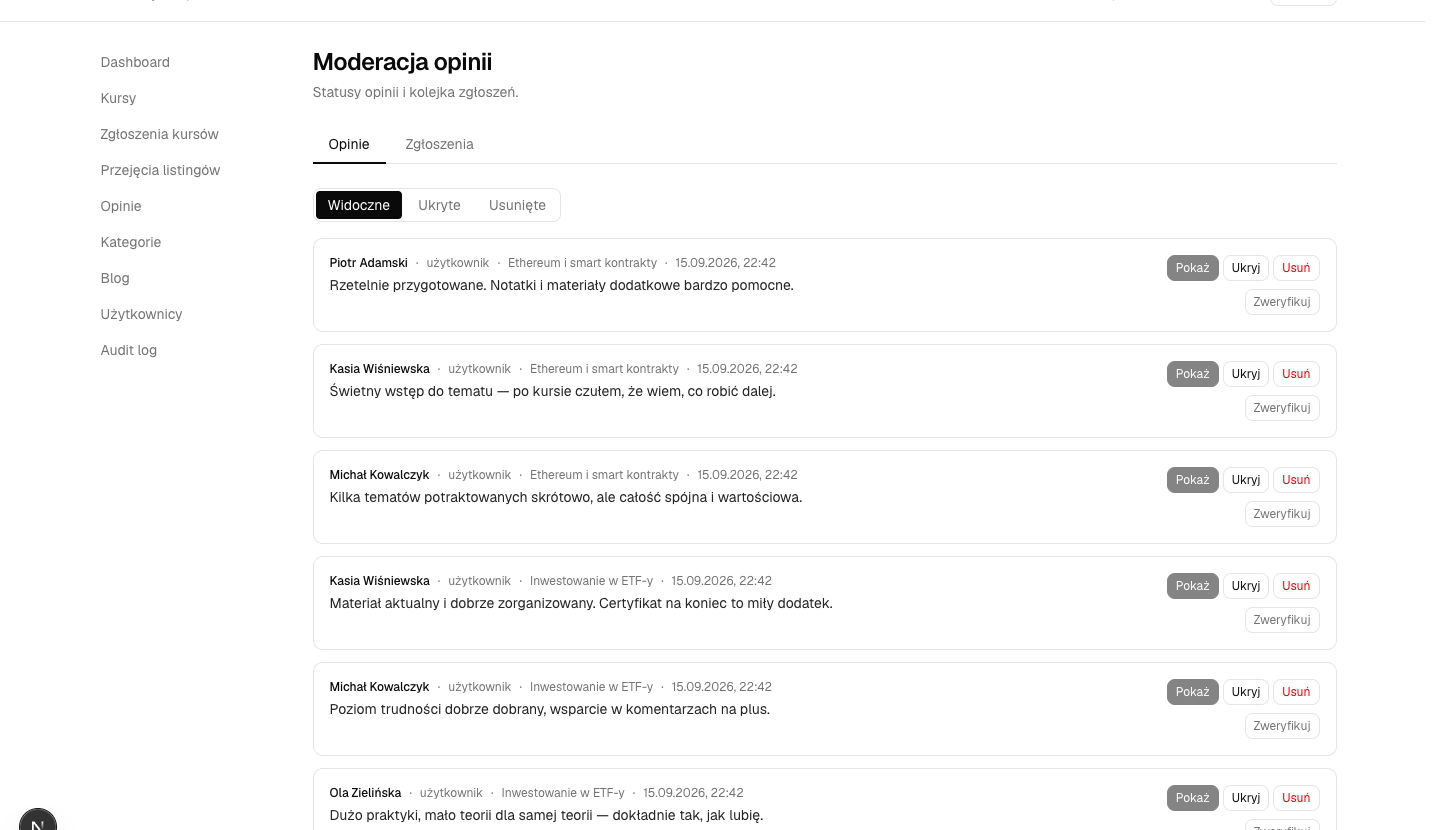 Moderacja opinii
Statusy opinii i kolejka zgłoszeń.
Dashboard
Kursy
Zgłoszenia kursów
Przejęcia listingów
Opinie
Kategorie
Blog
Użytkownicy
Audit log
Opinie Zgłoszenia
Widoczne Ukryte Usunięte
Piotr Adamski · użytkownik · Ethereum i smart kontrakty · 15.09.2026, 22:42
Rzetelnie przygotowane. Notatki i materiały dodatkowe bardzo pomocne.
Pokaż Ukryj Usuń
Zweryfikuj
Kasia Wiśniewska · użytkownik · Ethereum i smart kontrakty · 15.09.2026, 22:42
Świetny wstęp do tematu — po kursie czułem, że wiem, co robić dalej.
Pokaż Ukryj Usuń
Zweryfikuj
Michał Kowalczyk · użytkownik · Ethereum i smart kontrakty · 15.09.2026, 22:42
Kilka tematów potraktowanych skrótowo, ale całość spójna i wartościowa.
Pokaż Ukryj Usuń
Zweryfikuj
Kasia Wiśniewska · użytkownik · Inwestowanie w ETF-y · 15.09.2026, 22:42
Materiał aktualny i dobrze zorganizowany. Certyfikat na koniec to miły dodatek.
Pokaż Ukryj Usuń
Zweryfikuj
Michał Kowalczyk · użytkownik · Inwestowanie w ETF-y · 15.09.2026, 22:42
Poziom trudności dobrze dobrany, wsparcie w komentarzach na plus.
Pokaż Ukryj Usuń
Zweryfikuj
Ola Zielińska · użytkownik · Inwestowanie w ETF-y · 15.09.2026, 22:42
Dużo praktyki, mało teorii dla samej teorii — dokładnie tak, jak lubię.
Pokaż Ukryj Usuń
Zweryfikuj
N